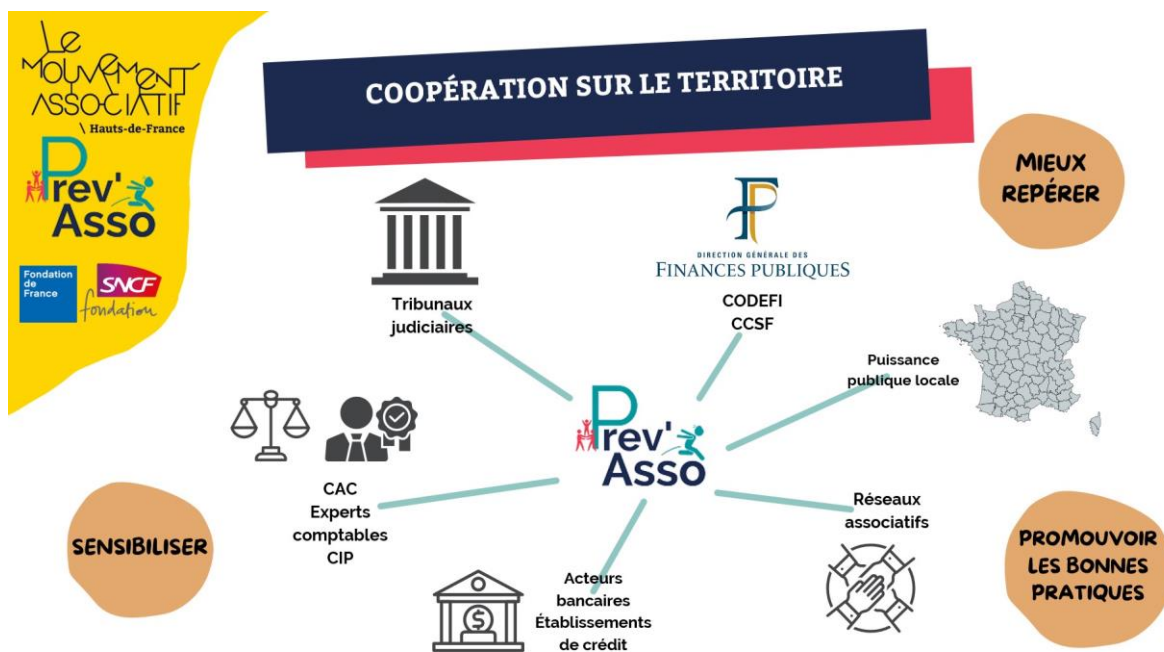 Le
MOUVEMENT
ASSOCIATIF
\ Hauts-de-France
Prev'
Asso
Fondation
de
France
SNCF
fondation
COOPÉRATION SUR LE TERRITOIRE
MIEUX
REPÉRER
Tribunaux
judiciaires
DIRECTION GÉNÉRALE DES
FINANCES PUBLIQUES
CODEFI
CCSF
Puissance
publique locale
Prev'
Asso
CAC
Experts
comptables
CIP
SENSIBILISER
Acteurs
bancaires
Établissements
de crédit
$
Réseaux
associatifs
PROMOUVOIR
LES BONNES
PRATIQUES